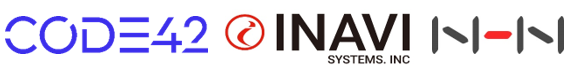 CODE42
INAVI
SYSTEMS. INC
NHN